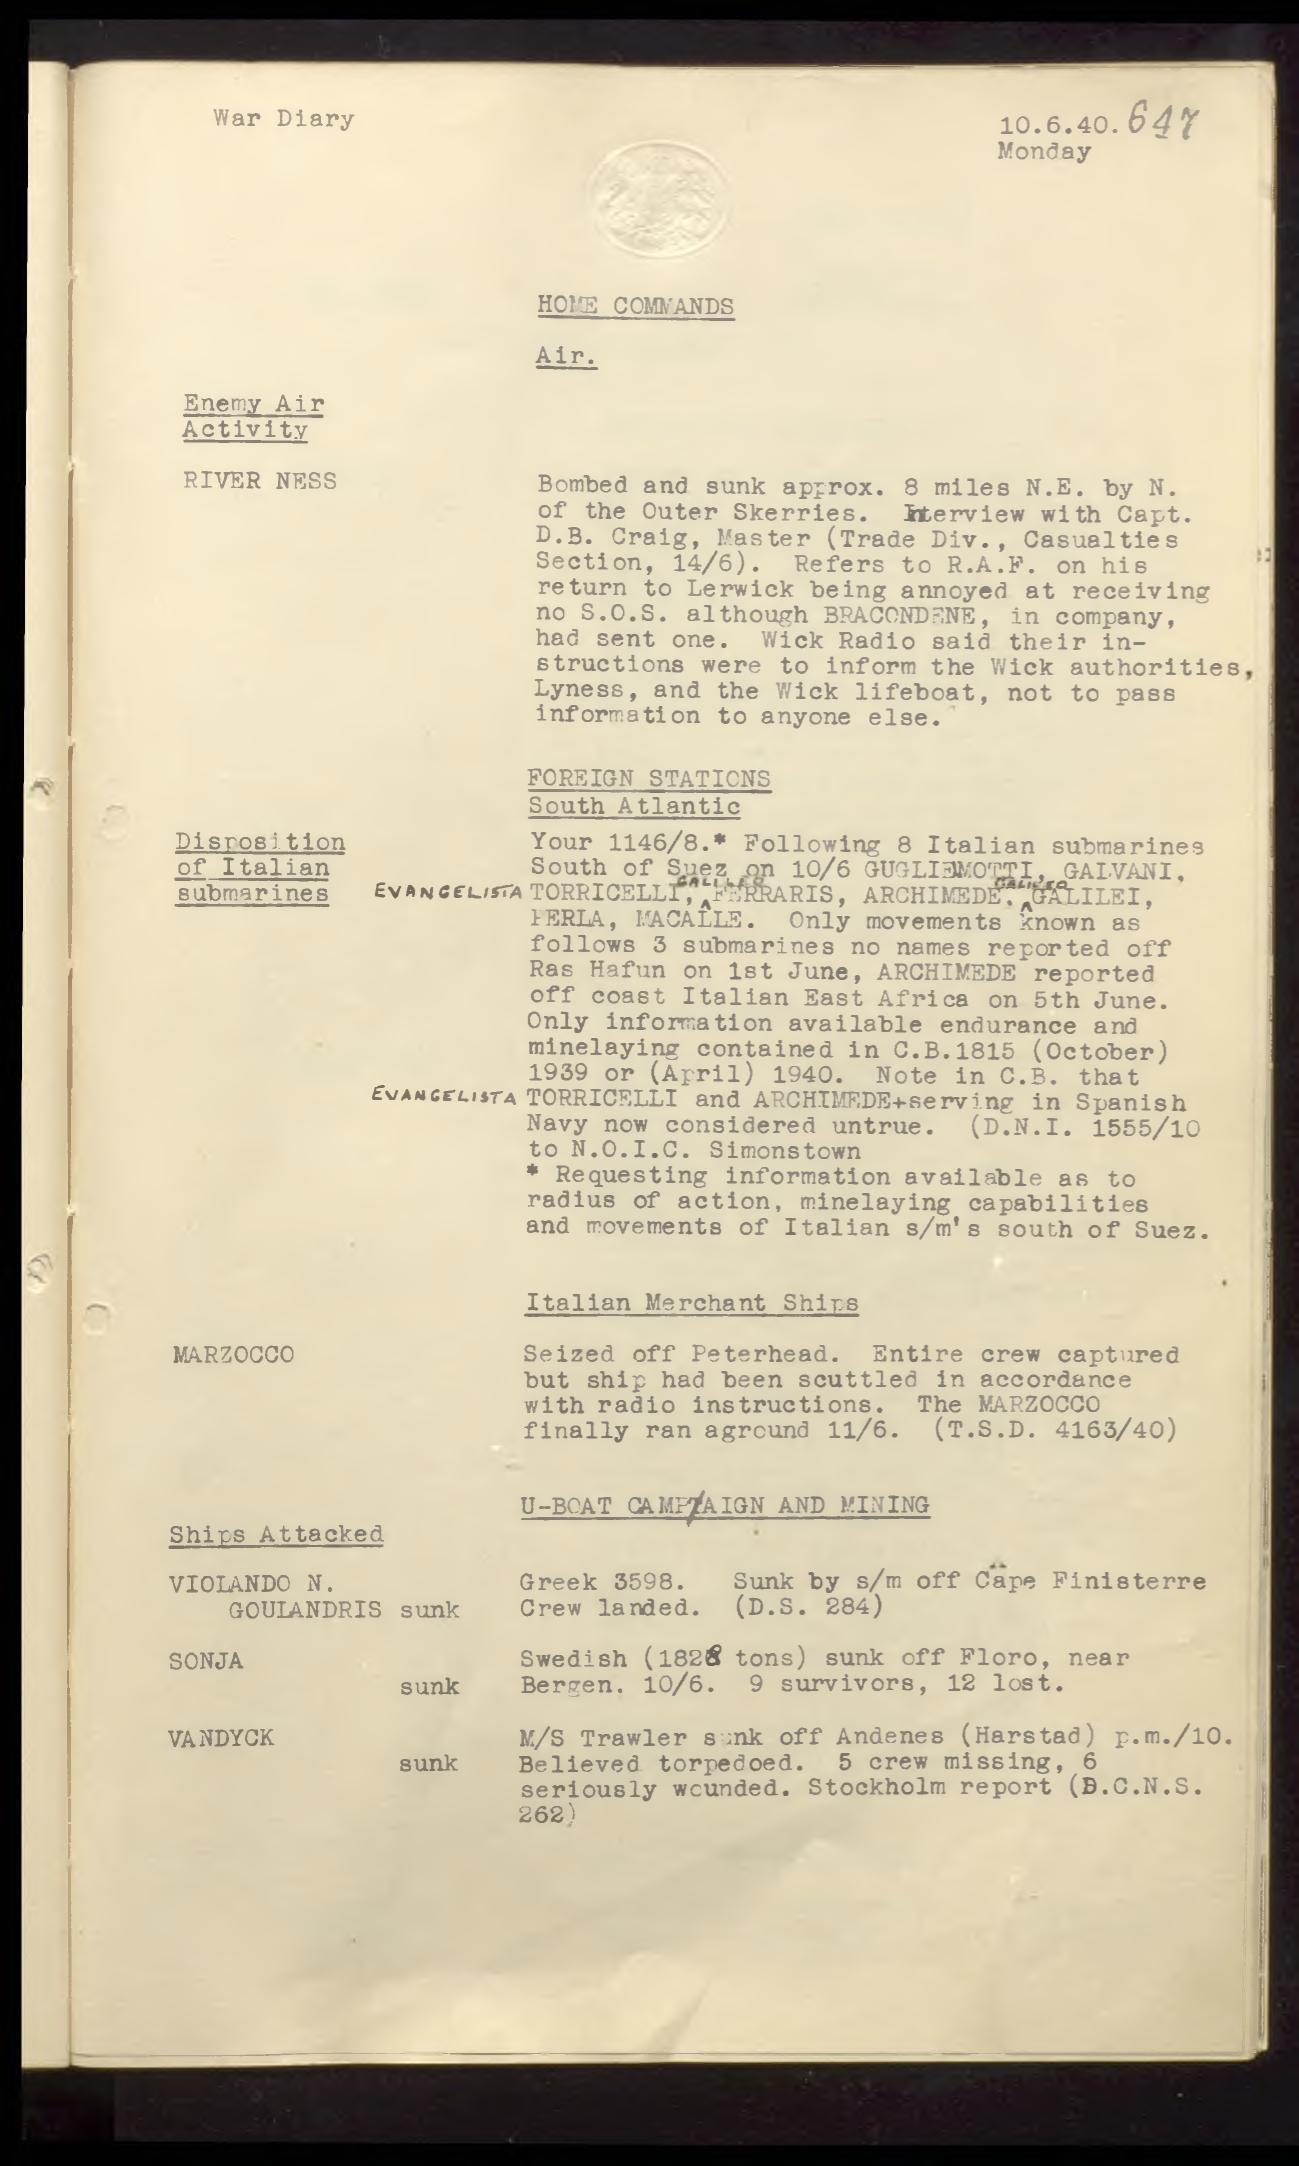 War Diary
10.6.40. 647
Monday
HOME COMMANDS
Air.
Enemy Air
Activity
RIVER NESS
Bombed and sunk approx. 8 miles N.E. by N.
of the Outer Skerries. Interview with Capt.
D.B. Craig, Master (Trade Div., Casualties
Section, 14/6). Refers to R.A.F. on his
return to Lerwick being annoyed at receiving
no S.O.S. although BRACONDENE, in company,
had sent one. Wick Radio said their in-
structions were to inform the Wick authorities,
Lyness, and the Wick lifeboat, not to pass
information to anyone else.
FOREIGN STATIONS
South Atlantic
Disposition
of Italian
submarines
Your 1146/8.* Following 8 Italian submarines
South of Suez on 10/6 GUGLIEMOTTI, GALVANI,
EVANGELISTA TORRICELLI, GALILEO FERRARIS, ARCHIMEDE, GALILEO GALILEI,
PERLA, MACALLE. Only movements known as
follows 3 submarines no names reported off
Ras Hafun on 1st June, ARCHIMEDE reported
off coast Italian East Africa on 5th June.
Only information available endurance and
minelaying contained in C.B.1815 (October)
1939 or (April) 1940. Note in C.B. that
EVANGELISTA TORRICELLI and ARCHIMEDE+serving in Spanish
Navy now considered untrue. (D.N.I. 1555/10
to N.O.I.C. Simonstown
* Requesting information available as to
radius of action, minelaying capabilities
and movements of Italian s/m's south of Suez.
Italian Merchant Ships
MARZOCCO
Seized off Peterhead. Entire crew captured
but ship had been scuttled in accordance
with radio instructions. The MARZOCCO
finally ran aground 11/6. (T.S.D. 4163/40)
U-BOAT CAMPAIGN AND MINING
Ships Attacked
VIOLANDO N.
GOULANDRIS sunk
Greek 3598. Sunk by s/m off Cape Finisterre
Crew landed. (D.S. 284)
SONJA
sunk
Swedish (1828 tons) sunk off Floro, near
Bergen. 10/6. 9 survivors, 12 lost.
VANDYCK
sunk
M/S Trawler sunk off Andenes (Harstad) p.m./10.
Believed torpedoed. 5 crew missing, 6
seriously wounded. Stockholm report (D.C.N.S.
262)